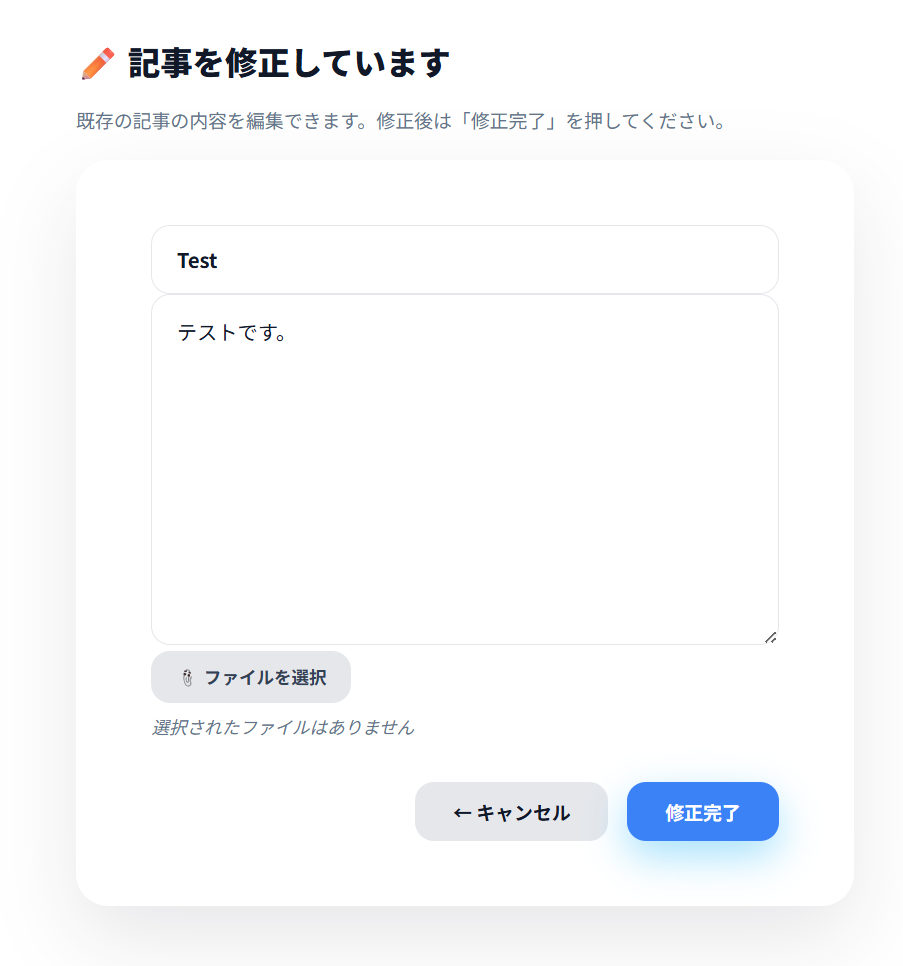 記事を修正しています
既存の記事の内容を編集できます。修正後は「修正完了」を押してください。
Test
テストです。
ファイルを選択
選択されたファイルはありません
← キャンセル
修正完了